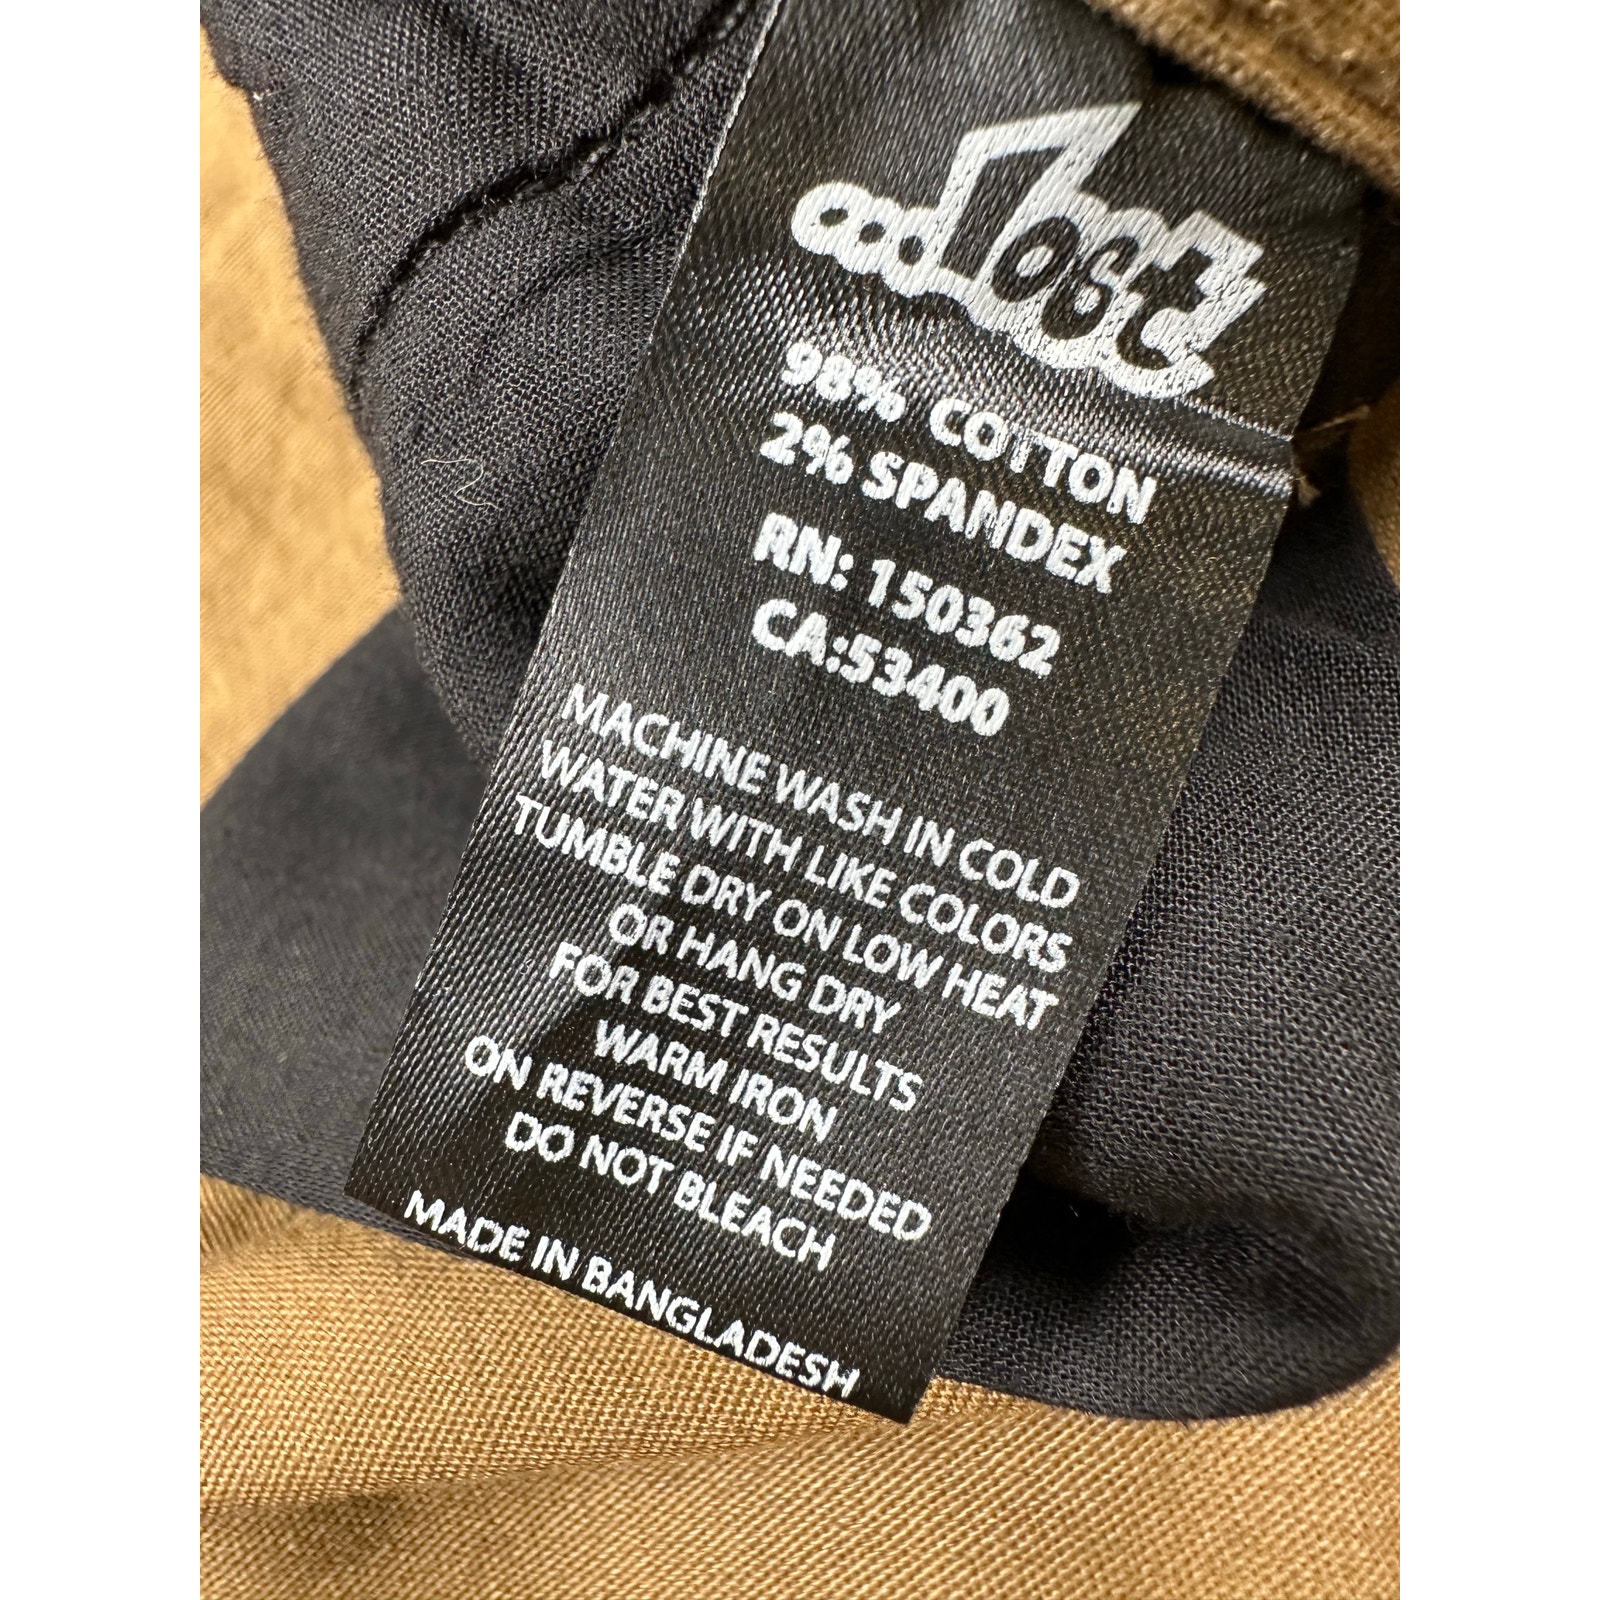 Lost
98% COTTON
2% SPANDEX
RN: 150362
CA:53400
MACHINE WASH IN COLD
WATER WITH LIKE COLORS
TUMBLE DRY ON LOW HEAT
OR HANG DRY
FOR BEST RESULTS
WARM IRON
ON REVERSE IF NEEDED
DO NOT BLEACH
MADE IN BANGLADESH